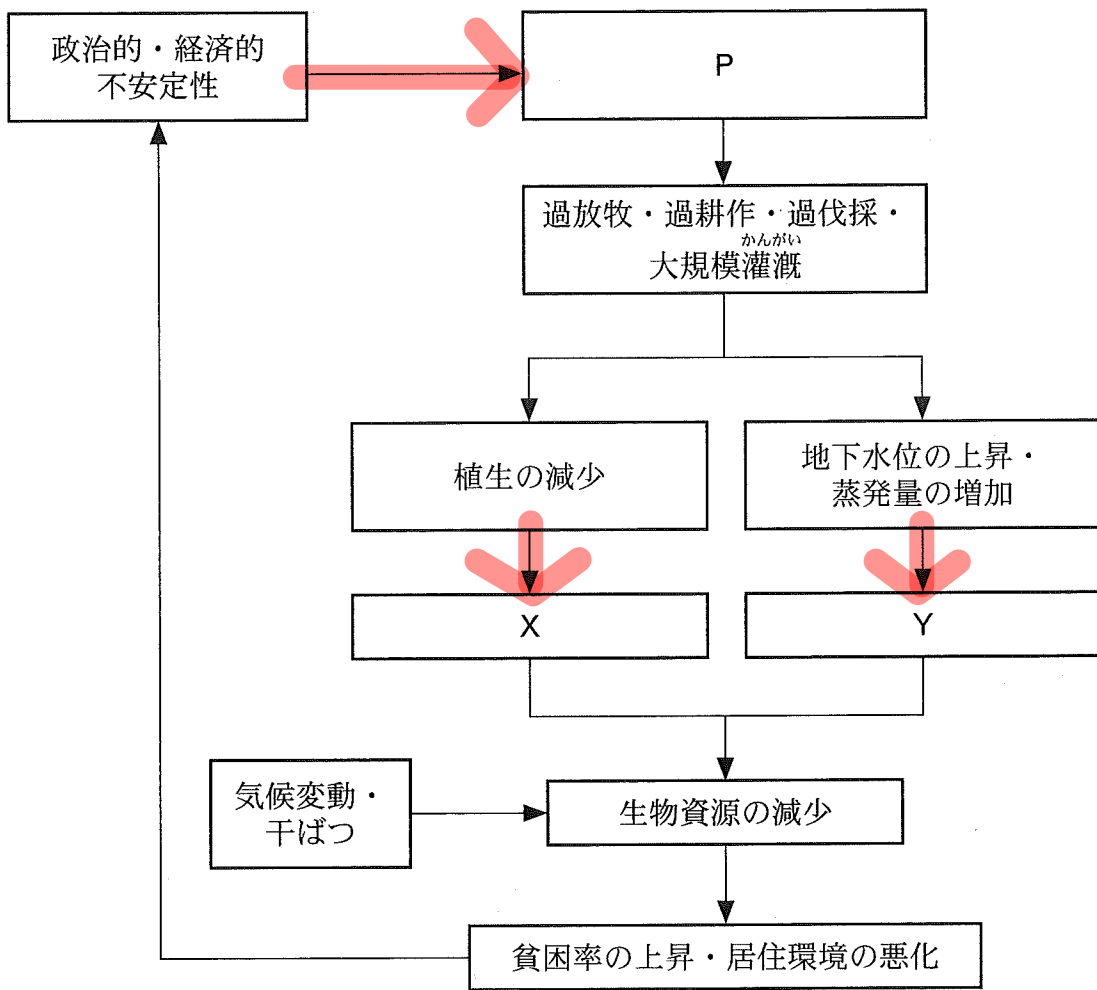 政治的・経済的
不安定性
P
過放牧・過耕作・過伐採・
かんがい
大規模灌漑
植生の減少
地下水位の上昇・
蒸発量の増加
X
Y
気候変動・
干ばつ
生物資源の減少
貧困率の上昇・居住環境の悪化